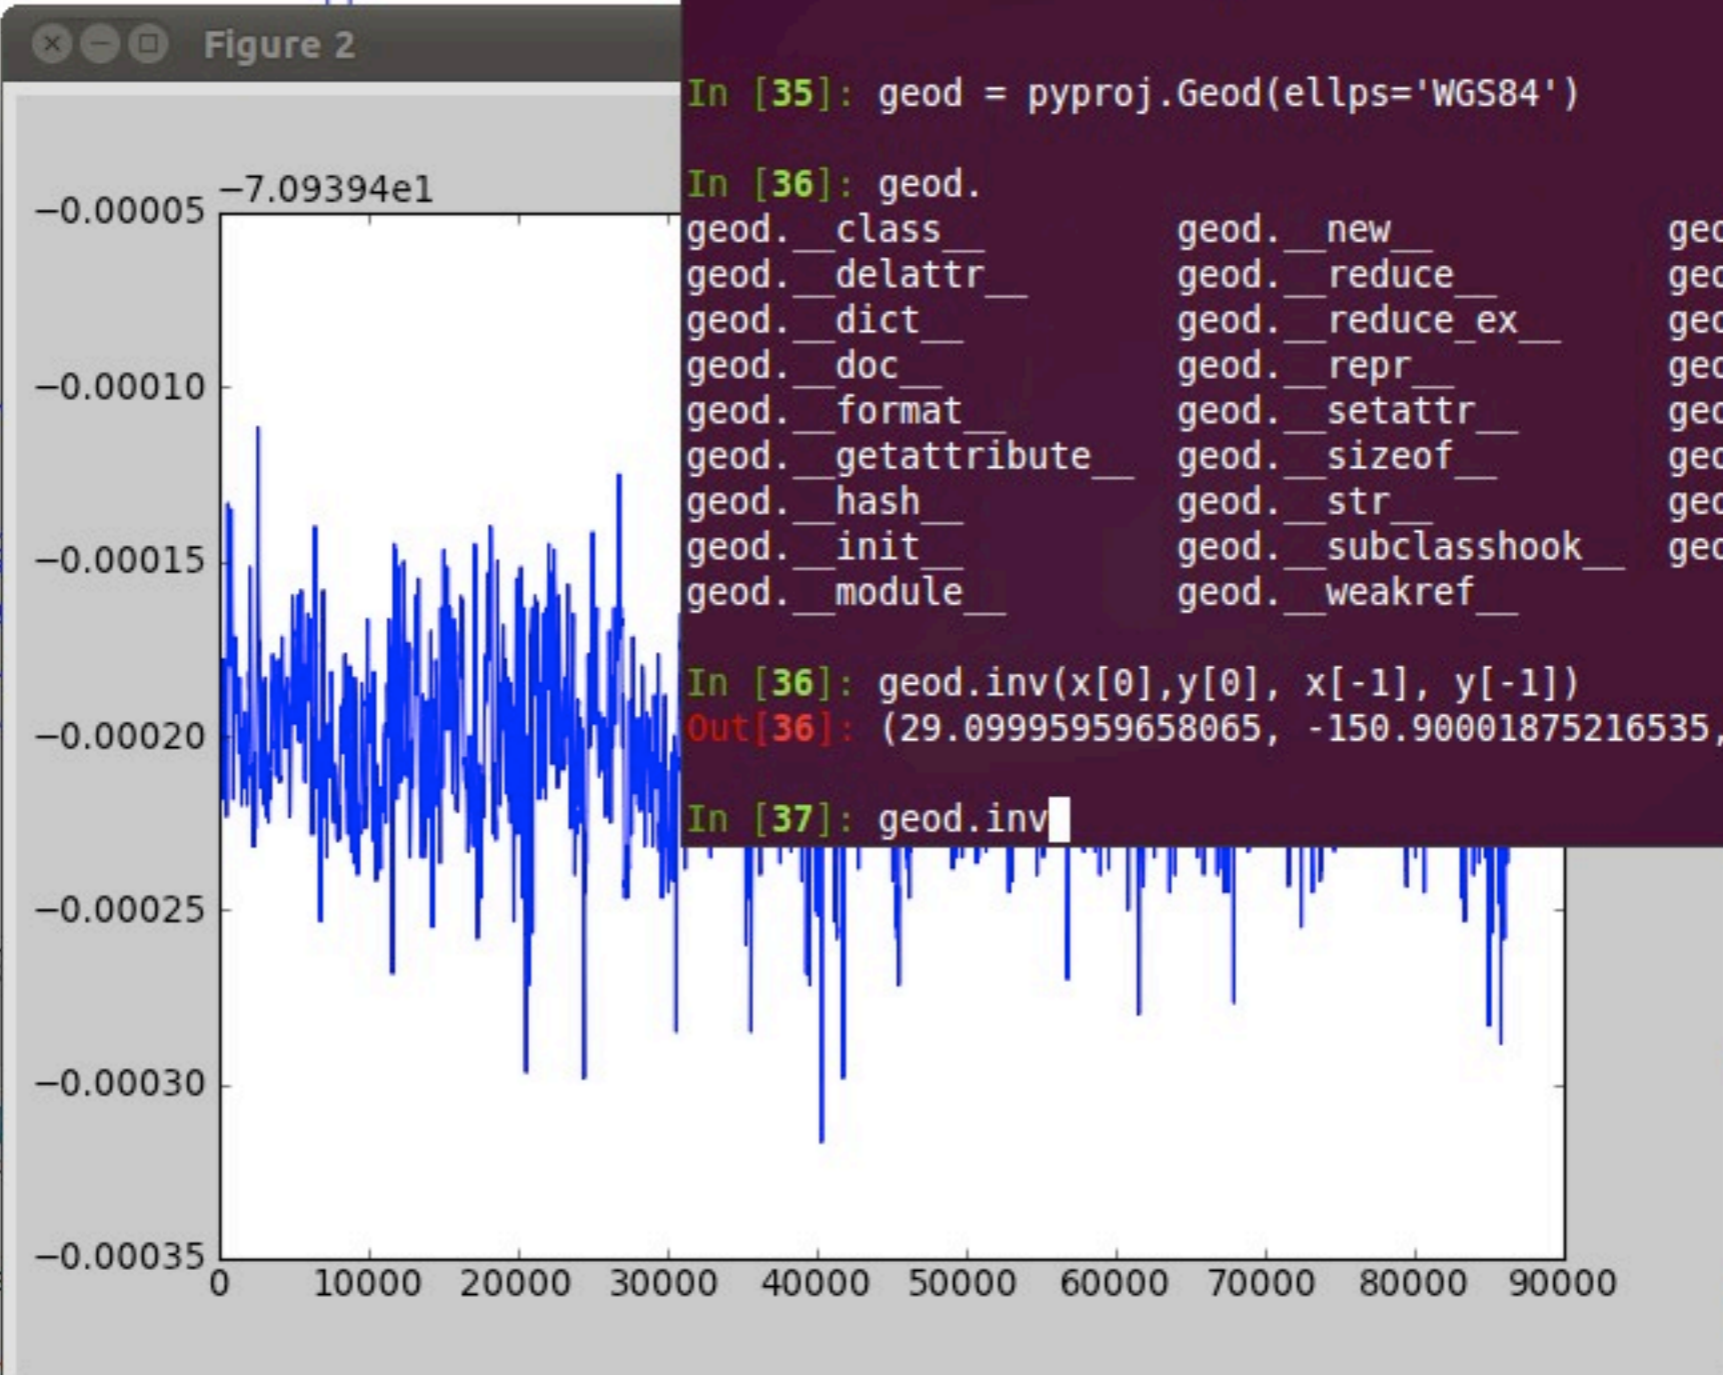 Figure 2
−7.09394e1
−0.00005
−0.00010
−0.00015
−0.00020
−0.00025
−0.00030
−0.00035
0 10000 20000 30000 40000 50000 60000 70000 80000 90000
In [35]: geod = pyproj.Geod(ellps='WGS84')
In [36]: geod.
geod.__class__ geod.__new__
geod.__delattr__ geod.__reduce__
geod.__dict__ geod.__reduce_ex__
geod.__doc__ geod.__repr__
geod.__format__ geod.__setattr__
geod.__getattribute__ geod.__sizeof__
geod.__hash__ geod.__str__
geod.__init__ geod.__subclasshook__
geod.__module__ geod.__weakref__
In [36]: geod.inv(x[0],y[0], x[-1], y[-1])
Out[36]: (29.09995959658065, -150.90001875216535,
In [37]: geod.inv